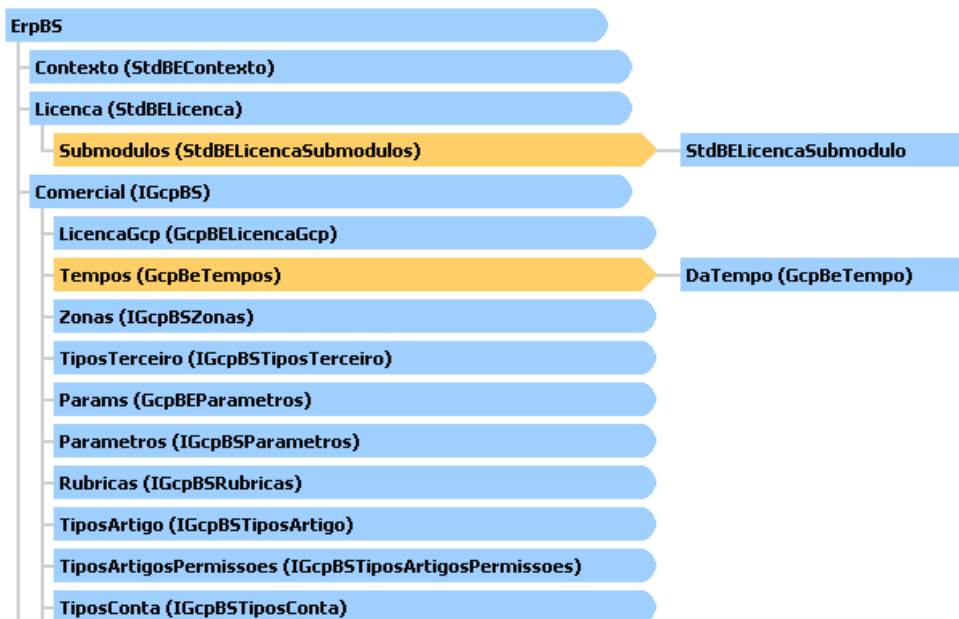 ErpBS
Contexto (StdBEContexto)
Licenca (StdBELicenca)
Submodulos (StdBELicencaSubmodulos)
StdBELicencaSubmodulo
Comercial (IGcpBS)
LicencaGcp (GcpBELicencaGcp)
Tempos (GcpBeTempos)
DaTempo (GcpBeTempo)
Zonas (IGcpBSZonas)
TiposTerceiro (IGcpBSTiposTerceiro)
Params (GcpBEParametros)
Parametros (IGcpBSParametros)
Rubricas (IGcpBSRubricas)
TiposArtigo (IGcpBSTiposArtigo)
TiposArtigosPermissoes (IGcpBSTiposArtigosPermissoes)
TiposConta (IGcpBSTiposConta)